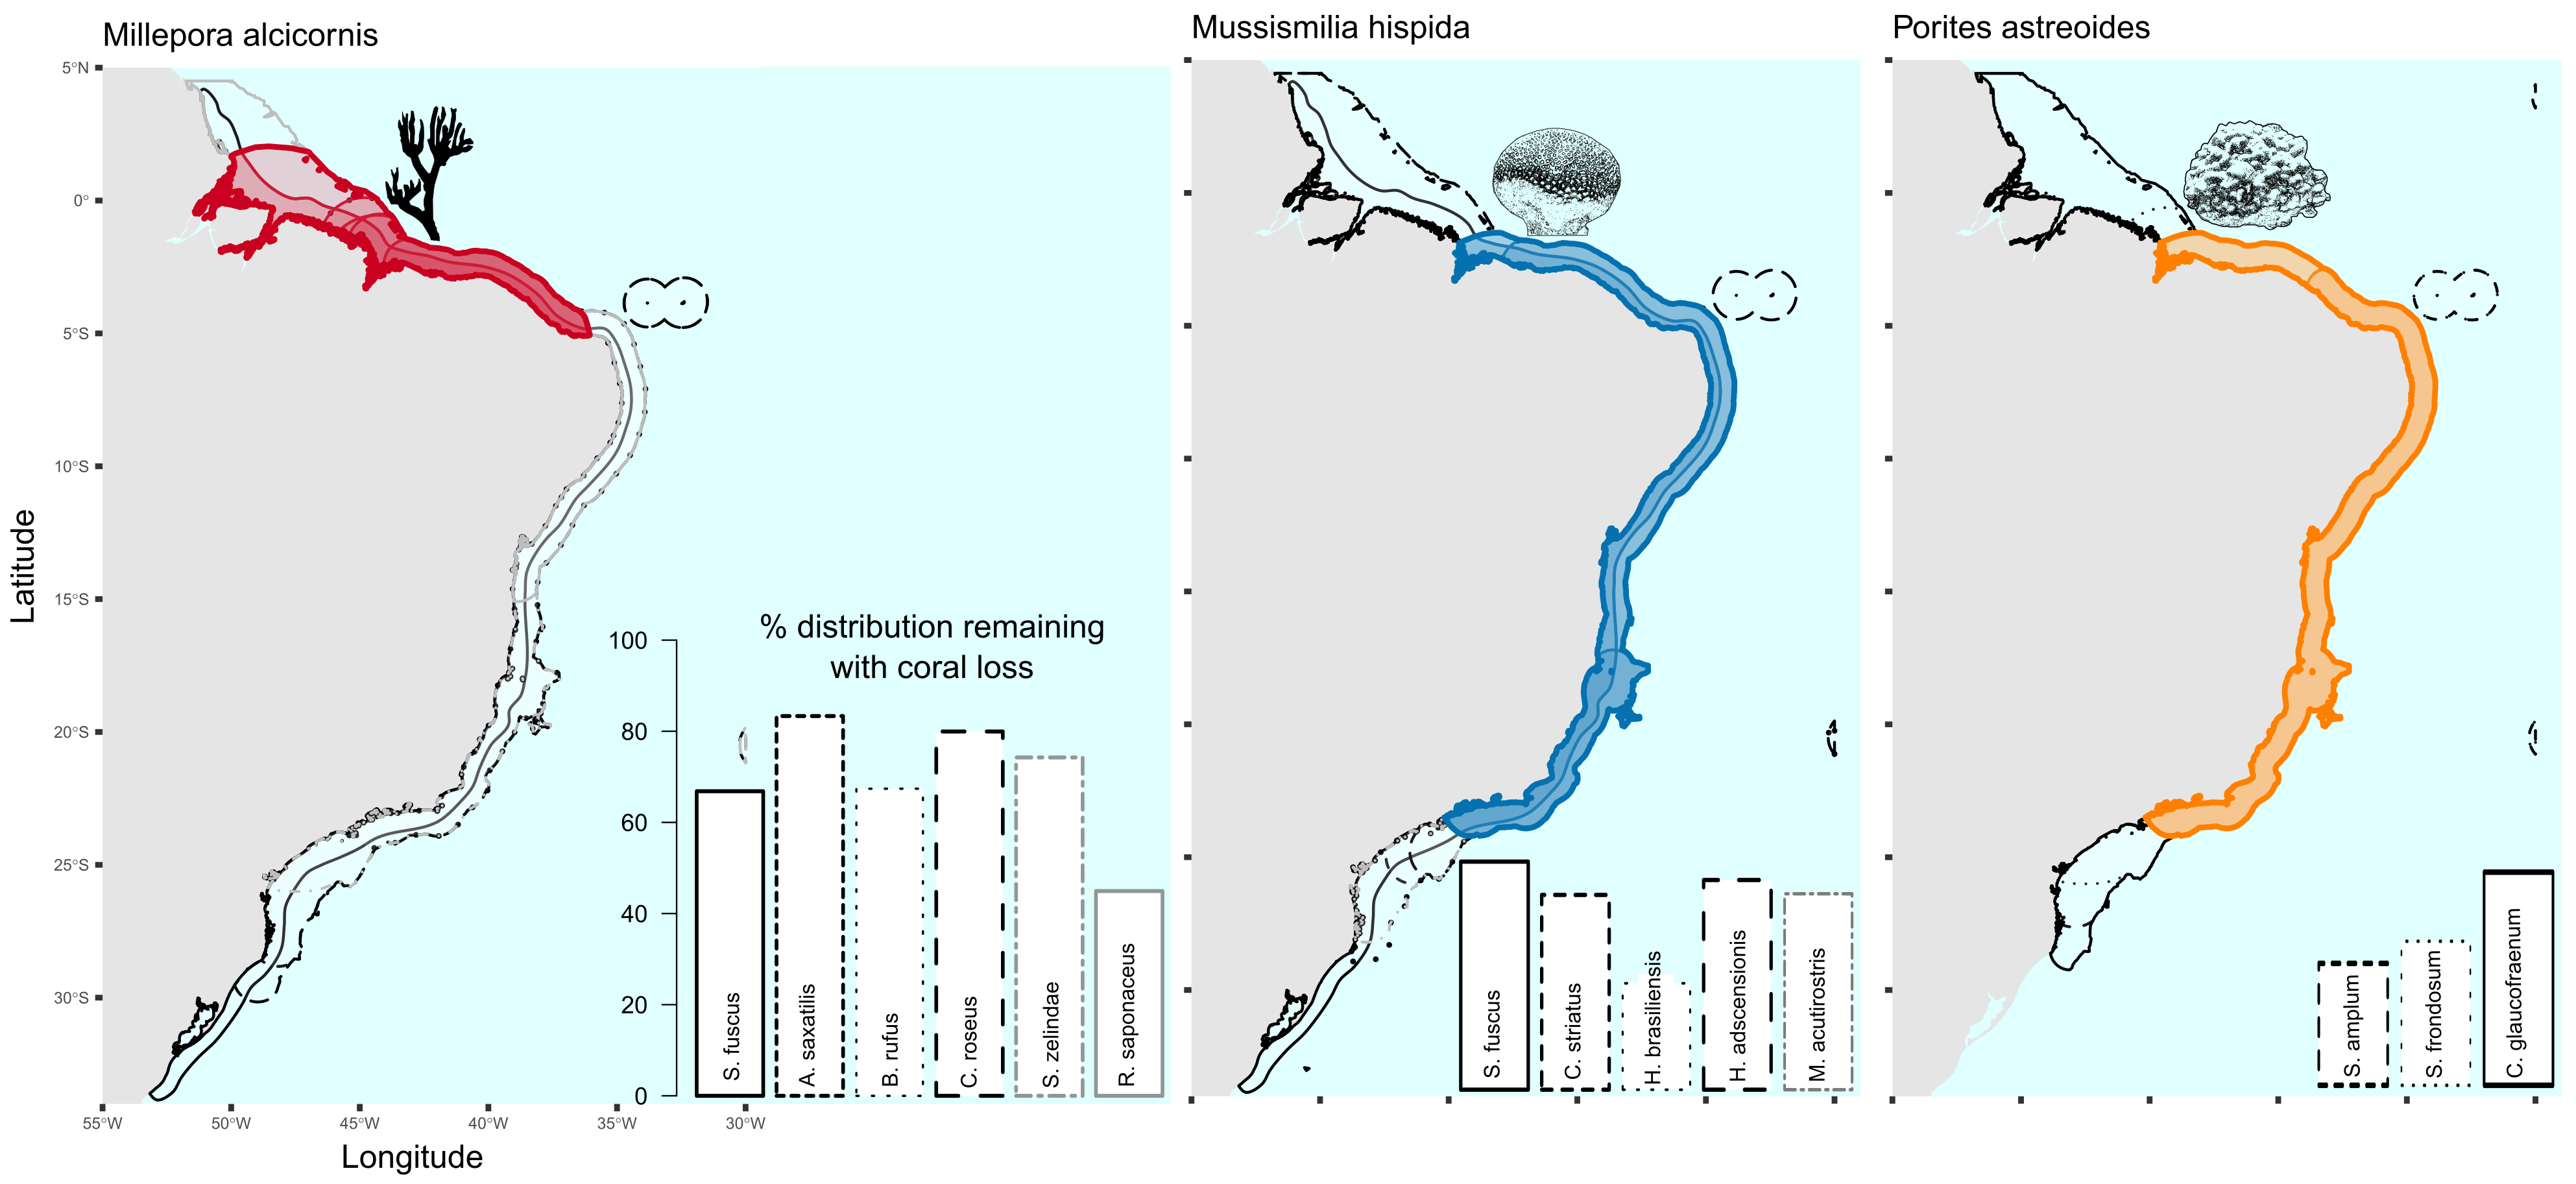 Millepora alcicornis
Mussismilia hispida
Porites astreoides
5°N
0°
5°S
10°S
15°S
20°S
25°S
30°S
Latitude
55°W
50°W
45°W
40°W
35°W
30°W
Longitude
% distribution remaining
with coral loss
100
80
60
40
20
0
S. fuscus
A. saxatilis
B. rufus
C. roseus
S. zelindae
R. saponaceus
S. fuscus
C. striatus
H. brasiliensis
H. adscensionis
M. acutirostris
S. amplum
S. frondosum
C. glaucofraenum